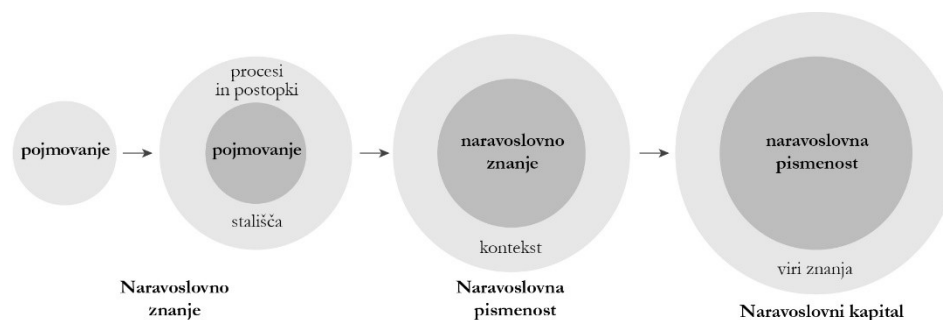 pojmovanje
procesi
in postopki
pojmovanje
stališča
Naravoslovno
znanje
naravoslovno
znanje
kontekst
Naravoslovna
pismenost
naravoslovna
pismenost
viri znanja
Naravoslovni kapital